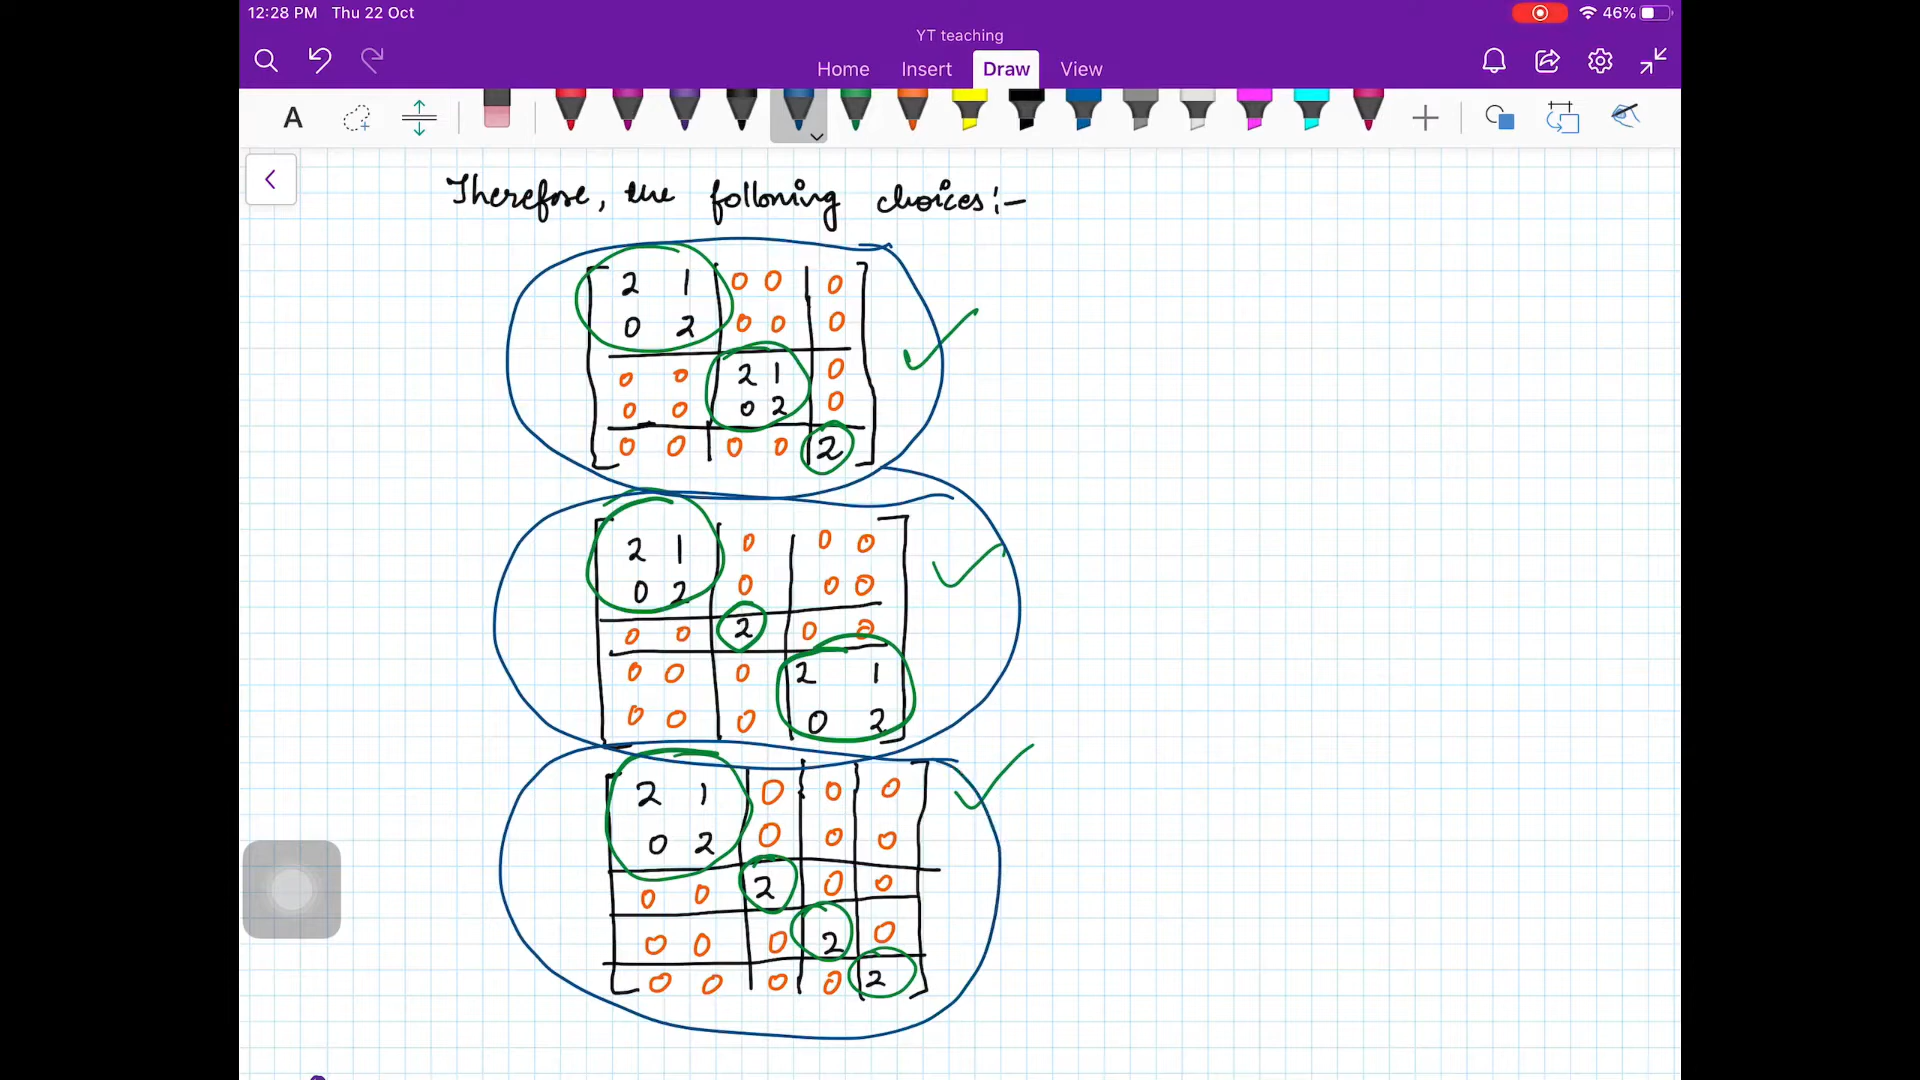 12:28 PM Thu 22 Oct 46%
YT teaching
Home Insert Draw View
A
Therefore, the following choices:-
2 1 0 0 0
0 2 0 0 0
0 0 2 1 0
0 0 0 2 0
0 0 0 0 2
2 1 0 0 0
0 2 0 0 0
0 0 2 0 0
0 0 0 2 1
0 0 0 0 2
2 1 0 0 0
0 2 0 0 0
0 0 2 0 0
0 0 0 2 0
0 0 0 0 2